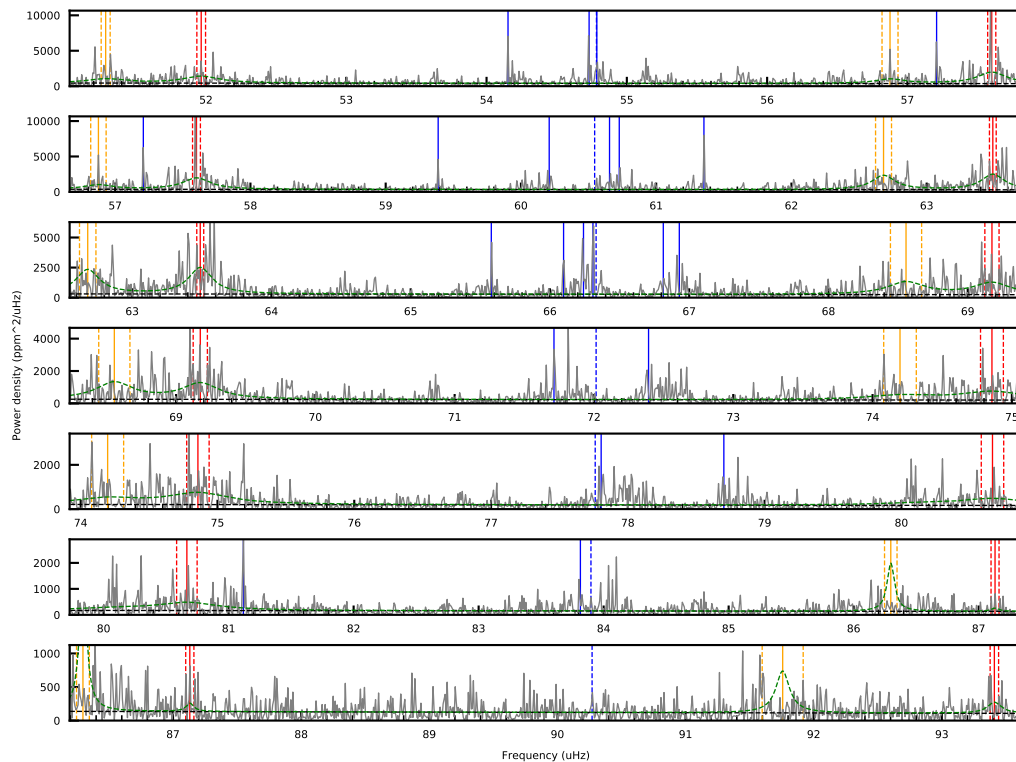 10000
5000
0
52 53 54 55 56 57
10000
5000
0
57 58 59 60 61 62 63
5000
2500
0
63 64 65 66 67 68 69
Power density (ppm^2/uHz)
4000
2000
0
69 70 71 72 73 74 75
2000
0
74 75 76 77 78 79 80
2000
1000
0
80 81 82 83 84 85 86 87
1000
500
0
87 88 89 90 91 92 93
Frequency (uHz)